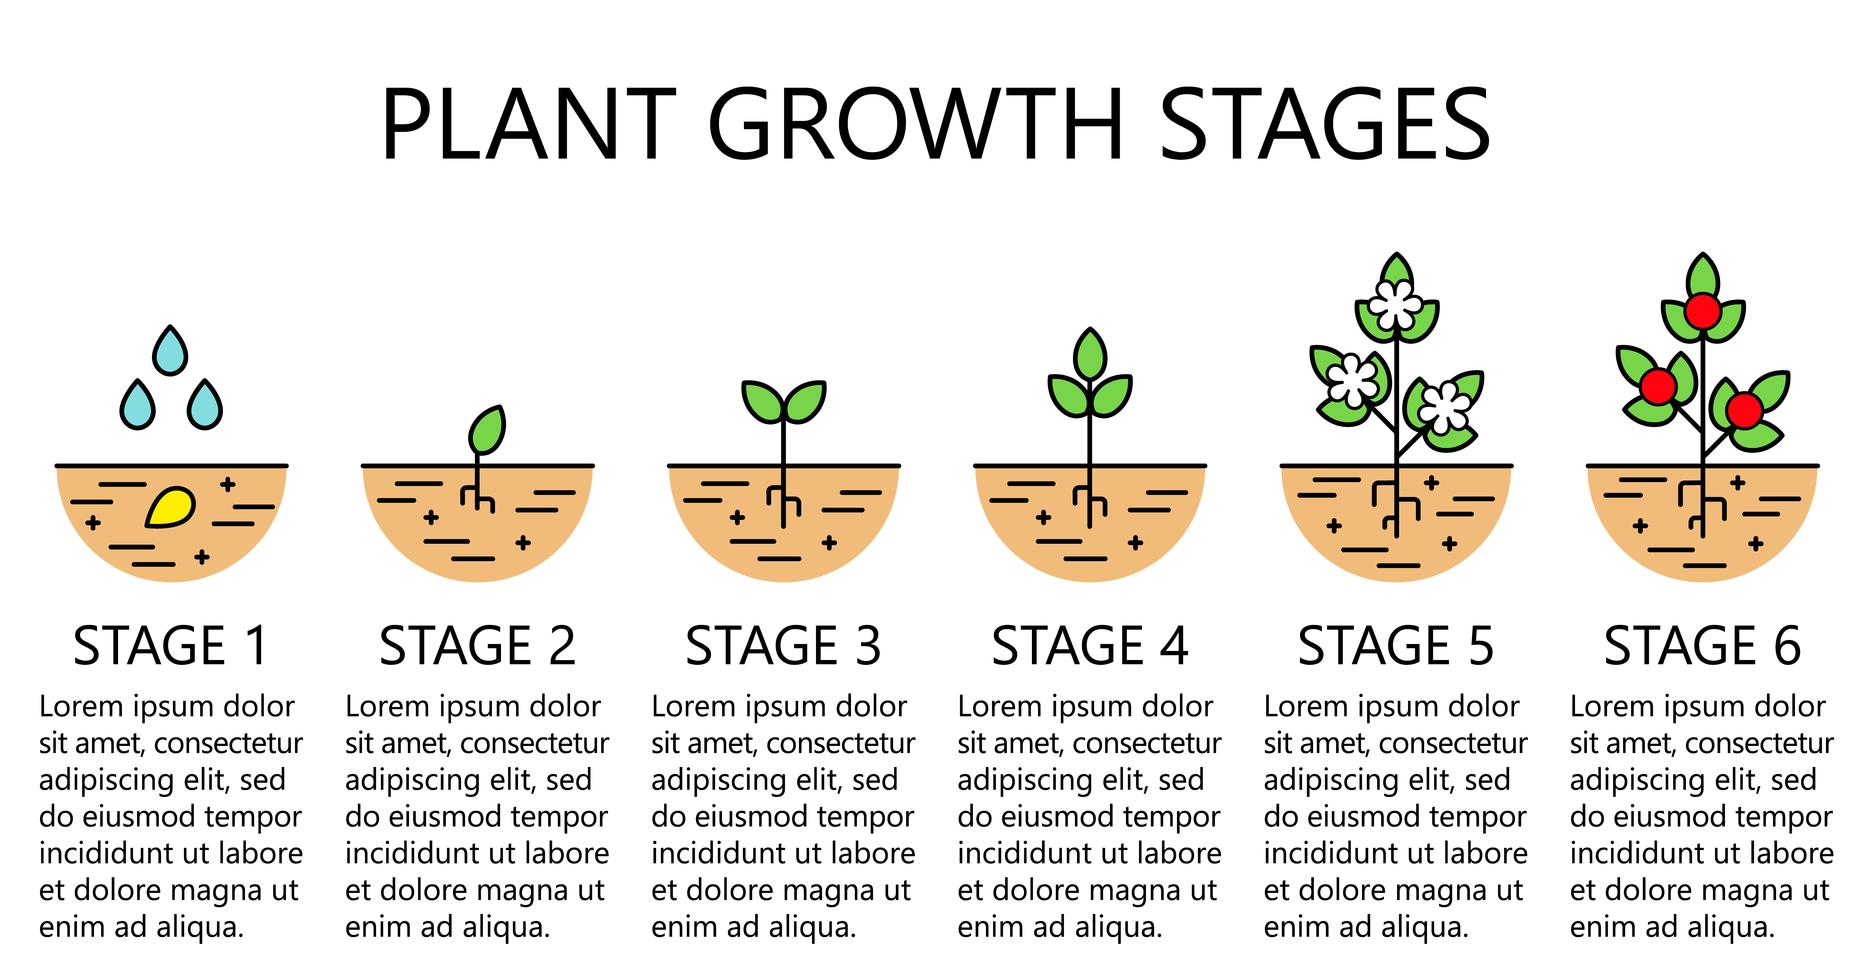 PLANT GROWTH STAGES
STAGE 1
Lorem ipsum dolor
sit amet, consectetur
adipiscing elit, sed
do eiusmod tempor
incididunt ut labore
et dolore magna ut
enim ad aliqua.
STAGE 2
Lorem ipsum dolor
sit amet, consectetur
adipiscing elit, sed
do eiusmod tempor
incididunt ut labore
et dolore magna ut
enim ad aliqua.
STAGE 3
Lorem ipsum dolor
sit amet, consectetur
adipiscing elit, sed
do eiusmod tempor
incididunt ut labore
et dolore magna ut
enim ad aliqua.
STAGE 4
Lorem ipsum dolor
sit amet, consectetur
adipiscing elit, sed
do eiusmod tempor
incididunt ut labore
et dolore magna ut
enim ad aliqua.
STAGE 5
Lorem ipsum dolor
sit amet, consectetur
adipiscing elit, sed
do eiusmod tempor
incididunt ut labore
et dolore magna ut
enim ad aliqua.
STAGE 6
Lorem ipsum dolor
sit amet, consectetur
adipiscing elit, sed
do eiusmod tempor
incididunt ut labore
et dolore magna ut
enim ad aliqua.